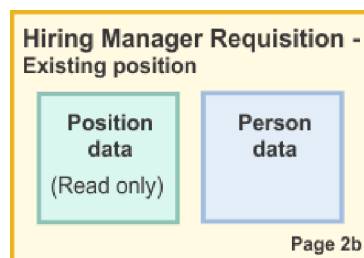 Hiring Manager Requisition -
Existing position
Position
data
(Read only)
Person
data
Page 2b